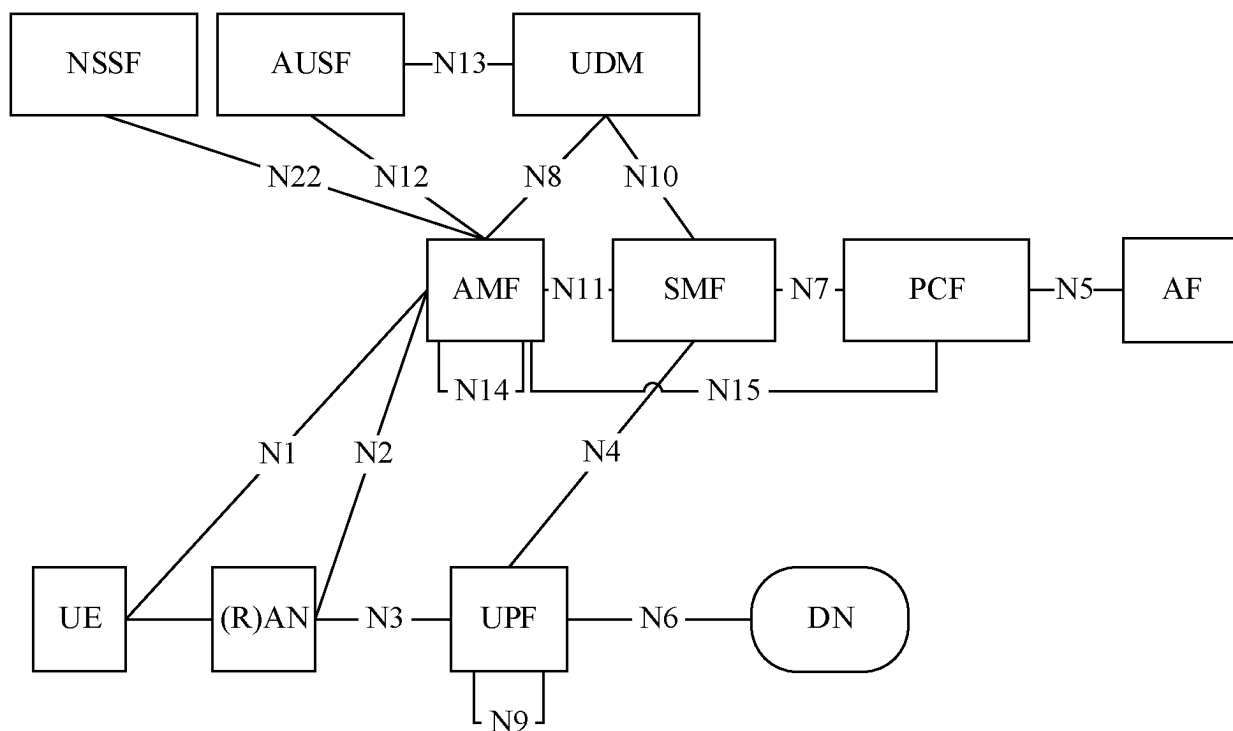 NSSF
AUSF
N13
UDM
N22
N12
N8
N10
AMF
N11
SMF
N7
PCF
N5
AF
N14
N15
N1
N2
N4
UE
(R)AN
N3
UPF
N6
DN
N9